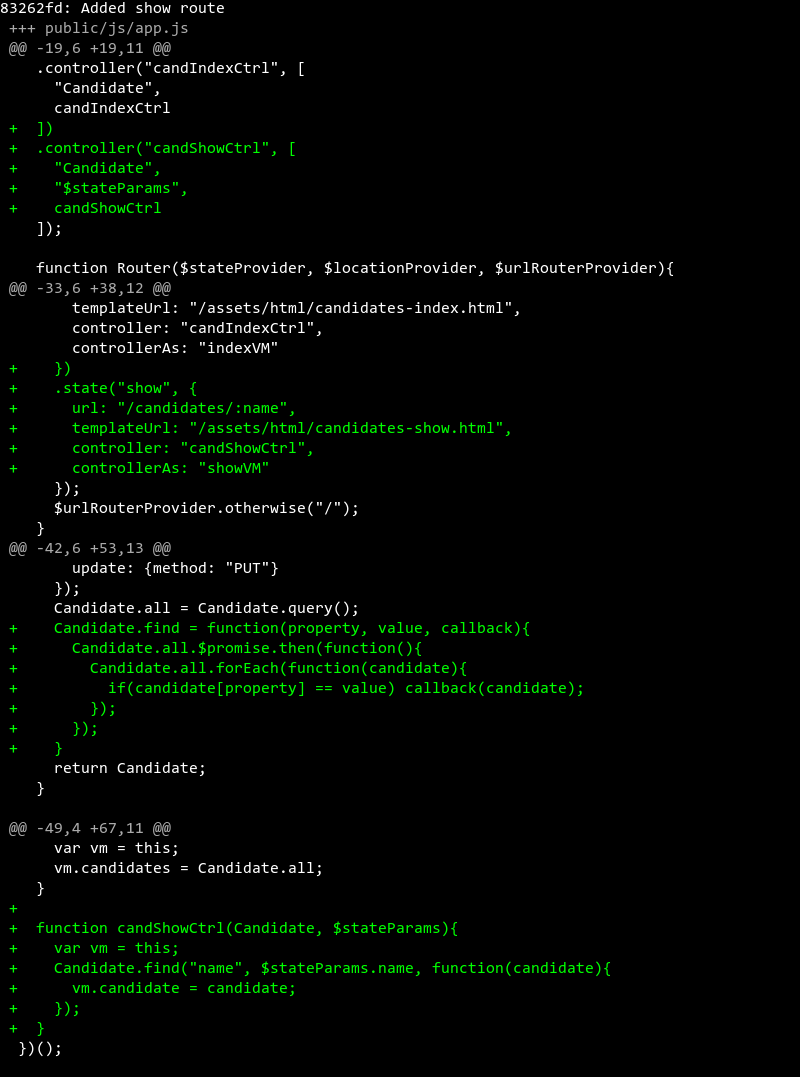 83262fd: Added show route
 +++ public/js/app.js
 @@ -19,6 +19,11 @@
    .controller("candIndexCtrl", [
      "Candidate",
      candIndexCtrl
 +  ])
 +  .controller("candShowCtrl", [
 +    "Candidate",
 +    "$stateParams",
 +    candShowCtrl
    ]);

    function Router($stateProvider, $locationProvider, $urlRouterProvider){
 @@ -33,6 +38,12 @@
        templateUrl: "/assets/html/candidates-index.html",
        controller: "candIndexCtrl",
        controllerAs: "indexVM"
 +    })
 +    .state("show", {
 +      url: "/candidates/:name",
 +      templateUrl: "/assets/html/candidates-show.html",
 +      controller: "candShowCtrl",
 +      controllerAs: "showVM"
      });
      $urlRouterProvider.otherwise("/");
    }
 @@ -42,6 +53,13 @@
        update: {method: "PUT"}
      });
      Candidate.all = Candidate.query();
 +    Candidate.find = function(property, value, callback){
 +      Candidate.all.$promise.then(function(){
 +        Candidate.all.forEach(function(candidate){
 +          if(candidate[property] == value) callback(candidate);
 +        });
 +      });
 +    }
      return Candidate;
    }

 @@ -49,4 +67,11 @@
      var vm = this;
      vm.candidates = Candidate.all;
    }
 +
 +  function candShowCtrl(Candidate, $stateParams){
 +    var vm = this;
 +    Candidate.find("name", $stateParams.name, function(candidate){
 +      vm.candidate = candidate;
 +    });
 +  }
  })();